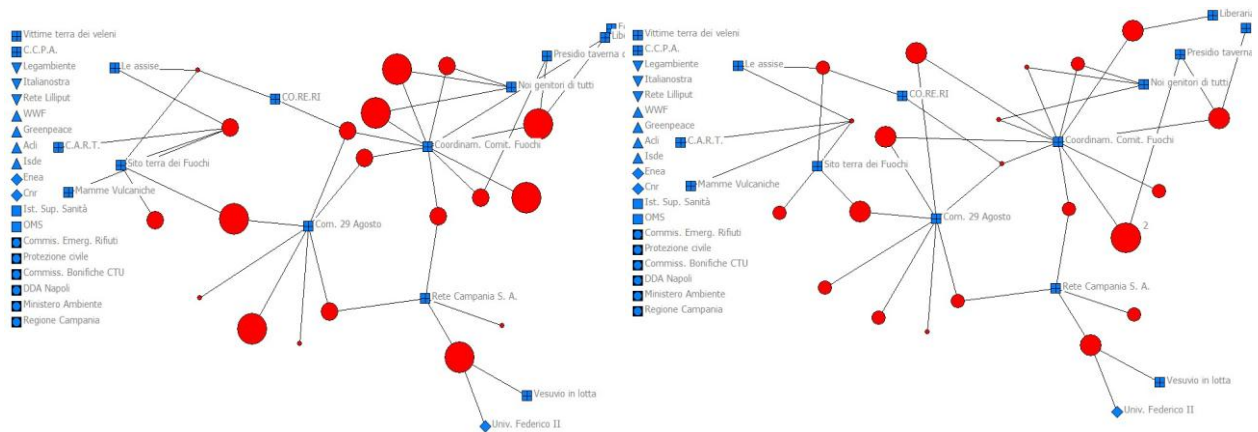 Vittime terra dei veleni
C.C.P.A.
Legambiente
Italianostra
Rete Lilliput
WWF
Greenpeace
Acli
Isde
Enea
Cnr
Ist. Sup. Sanità
OMS
Commis. Emerg. Rifiuti
Protezione civile
Commiss. Bonifiche CTU
DDA Napoli
Ministero Ambiente
Regione Campania
Le assise
CO.RE.RI
C.A.R.T.
Sito terra dei Fuochi
Mamme Vulcaniche
Com. 29 Agosto
Presidio taverna
Noi genitori di tutti
Coordinam. Comit. Fuochi
Rete Campania S. A.
Vesuvio in lotta
Univ. Federico II
Vittime terra dei veleni
C.C.P.A.
Legambiente
Italianostra
Rete Lilliput
WWF
Greenpeace
Acli
Isde
Enea
Cnr
Ist. Sup. Sanità
OMS
Commis. Emerg. Rifiuti
Protezione civile
Commiss. Bonifiche CTU
DDA Napoli
Ministero Ambiente
Regione Campania
Liberaria
Presidio taverna
Le assise
Noi genitori di tutti
CO.RE.RI
C.A.R.T.
Coordinam. Comit. Fuochi
Sito terra dei Fuochi
Mamme Vulcaniche
Com. 29 Agosto
2
Rete Campania S. A.
Vesuvio in lotta
Univ. Federico II